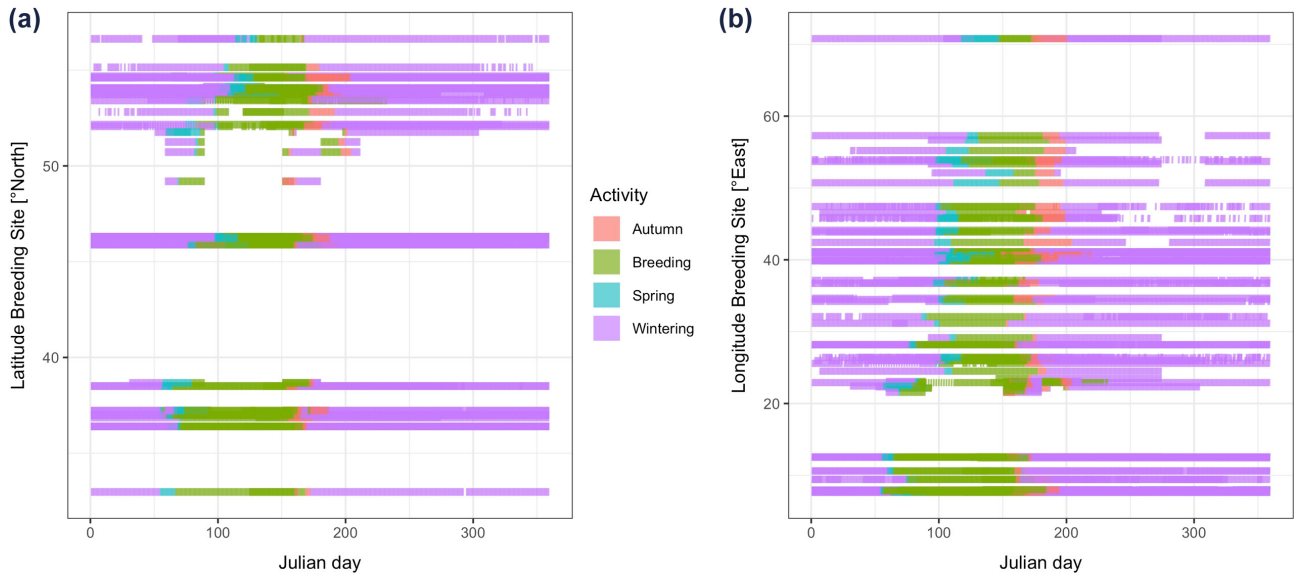 (a)
Latitude Breeding Site [°North]
50
40
0
100
200
300
Julian day
Activity
Autumn
Breeding
Spring
Wintering
(b)
Longitude Breeding Site [°East]
60
40
20
0
100
200
300
Julian day